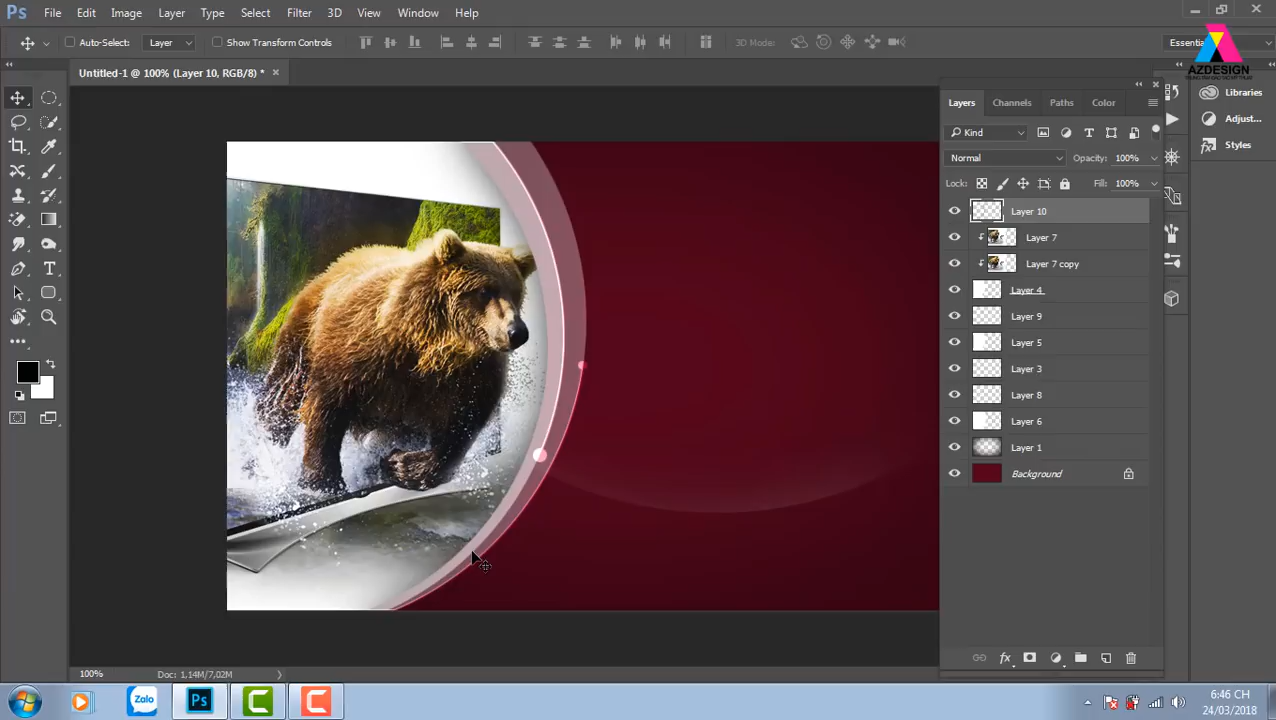 Ps File Edit Image Layer Type Select Filter 3D View Window Help
Auto-Select: Layer Show Transform Controls 3D Mode: Essentia
AZDESIGN
Untitled-1 @ 100% (Layer 10, RGB/8) * ×
Layers Channels Paths Color
Libraries
Adjust...
Styles
Kind
Normal Opacity: 100%
Lock: Fill: 100%
Layer 10
Layer 7
Layer 7 copy
Layer 4
Layer 9
Layer 5
Layer 3
Layer 8
Layer 6
Layer 1
Background
fx
100% Doc: 1,14M/7,02M
Zalo
Ps
6:46 CH
24/03/2018